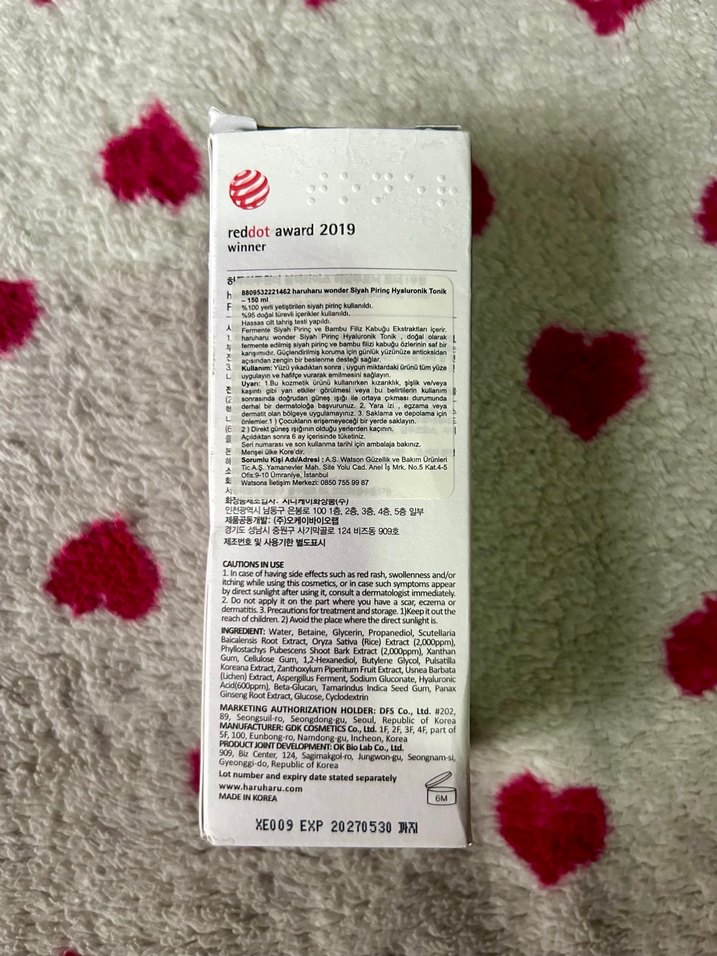 reddot award 2019
winner
8809532221462 haruharu wonder Siyah Pirinç Hyaluronik Tonik
– 150 ml
%100 yerli yetiştirilen siyah pirinç kullanıldı.
%95 doğal türevli içerikler kullanıldı.
Hassas cilt tahriş testi yapıldı.
Fermente Siyah Pirinç ve Bambu Filiz Kabuğu Ekstraktları içerir.
haruharu wonder Siyah Pirinç Hyaluronik Tonik , doğal olarak
fermente edilmiş siyah pirinç ve bambu filizi kabuğu özlerinin saf bir
karışımıdır. Güçlendirilmiş koruma için günlük yüzünüze antioksidan
açısından zengin bir beslenme desteği sağlar.
Kullanım: Yüzü yıkadıktan sonra , uygun miktardaki ürünü tüm yüze
uygulayın ve hafifçe vurarak emilmesini sağlayın.
Uyarı: 1.Bu kozmetik ürünü kullanırken kızarıklık, şişlik ve/veya
kaşıntı gibi yan etkiler görülmesi veya bu belirtilerin kullanım
sonrasında doğrudan güneş ışığı ile ortaya çıkması durumunda
derhal bir dermatoloğa başvurunuz. 2. Yara izi , egzama veya
dermatit olan bölgeye uygulamayınız. 3. Saklama ve depolama için
önlemler.1 ) Çocukların erişemeyeceği bir yerde saklayın.
2 ) Direkt güneş ışığının olduğu yerlerden kaçının.
Açıldıktan sonra 6 ay içerisinde tüketiniz.
Seri numarası ve son kullanma tarihi için ambalaja bakınız.
Menşei ülke Kore'dir.
Sorumlu Kişi Adı/Adresi : A.S. Watson Güzellik ve Bakım Ürünleri
Tic A.Ş. Yamanevler Mah. Site Yolu Cad. Anel İş Mrk. No.5 Kat.4-5
Ofis:9-10 Ümraniye, İstanbul
Watsons İletişim Merkezi: 0850 755 99 87
화장품제조업자: 지디케이화장품(주)
인천광역시 남동구 은봉로 100 1층, 2층, 3층, 4층, 5층 일부
제품공동개발: (주)오케이바이오랩
경기도 성남시 중원구 사기막골로 124 비즈동 909호
제조번호 및 사용기한 별도표시
CAUTIONS IN USE
1. In case of having side effects such as red rash, swollenness and/or
itching while using this cosmetics, or in case such symptoms appear
by direct sunlight after using it, consult a dermatologist immediately.
2. Do not apply it on the part where you have a scar, eczema or
dermatitis. 3. Precautions for treatment and storage. 1)Keep it out the
reach of children. 2) Avoid the place where the direct sunlight is.
INGREDIENT: Water, Betaine, Glycerin, Propanediol, Scutellaria
Baicalensis Root Extract, Oryza Sativa (Rice) Extract (2,000ppm),
Phyllostachys Pubescens Shoot Bark Extract (2,000ppm), Xanthan
Gum, Cellulose Gum, 1,2-Hexanediol, Butylene Glycol, Pulsatilla
Koreana Extract, Zanthoxylum Piperitum Fruit Extract, Usnea Barbata
(Lichen) Extract, Aspergillus Ferment, Sodium Gluconate, Hyaluronic
Acid(600ppm), Beta-Glucan, Tamarindus Indica Seed Gum, Panax
Ginseng Root Extract, Glucose, Cyclodextrin
MARKETING AUTHORIZATION HOLDER: DFS Co., Ltd. #202,
89, Seongsuil-ro, Seongdong-gu, Seoul, Republic of Korea
MANUFACTURER: GDK COSMETICS Co., Ltd. 1F, 2F, 3F, 4F, part of
5F, 100, Eunbong-ro, Namdong-gu, Incheon, Korea
PRODUCT JOINT DEVELOPMENT: OK Bio Lab Co., Ltd.
909, Biz Center, 124, Sagimakgol-ro, Jungwon-gu, Seongnam-si,
Gyeonggi-do, Republic of Korea
Lot number and expiry date stated separately
www.haruharu.com
MADE IN KOREA
6M
XE009 EXP 20270530 까지